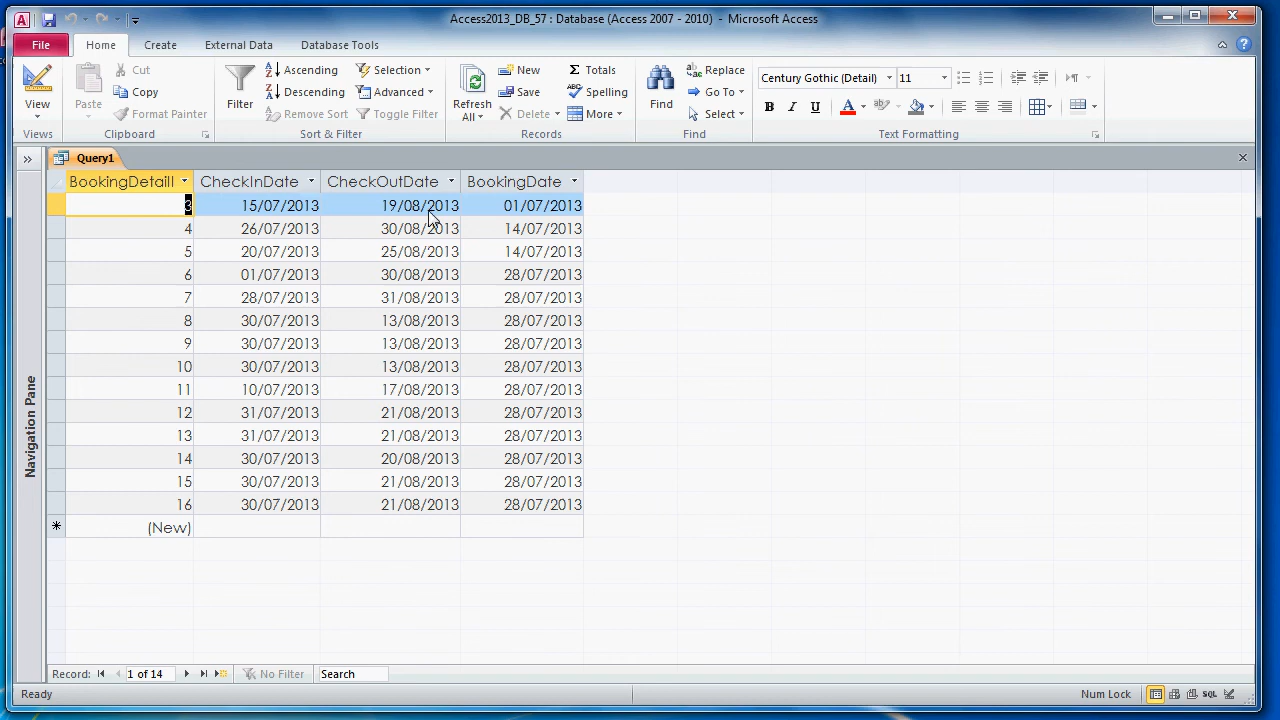 Access2013_DB_57 : Database (Access 2007 - 2010) - Microsoft Access
File Home Create External Data Database Tools
View Paste Cut Copy Format Painter Filter Ascending Descending Remove Sort Selection Advanced Toggle Filter Refresh All New Save Delete Totals Spelling More Find Replace Go To Select Century Gothic (Detail) 11 B I U A
Views Clipboard Sort & Filter Records Find Text Formatting
Query1
BookingDetailI CheckInDate CheckOutDate BookingDate
3 15/07/2013 19/08/2013 01/07/2013
4 26/07/2013 30/08/2013 14/07/2013
5 20/07/2013 25/08/2013 14/07/2013
6 01/07/2013 30/08/2013 28/07/2013
7 28/07/2013 31/08/2013 28/07/2013
8 30/07/2013 13/08/2013 28/07/2013
9 30/07/2013 13/08/2013 28/07/2013
10 30/07/2013 13/08/2013 28/07/2013
11 10/07/2013 17/08/2013 28/07/2013
12 31/07/2013 21/08/2013 28/07/2013
13 31/07/2013 21/08/2013 28/07/2013
14 30/07/2013 20/08/2013 28/07/2013
15 30/07/2013 21/08/2013 28/07/2013
16 30/07/2013 21/08/2013 28/07/2013
* (New)
Navigation Pane
Record: 1 of 14 No Filter Search
Ready Num Lock SQL